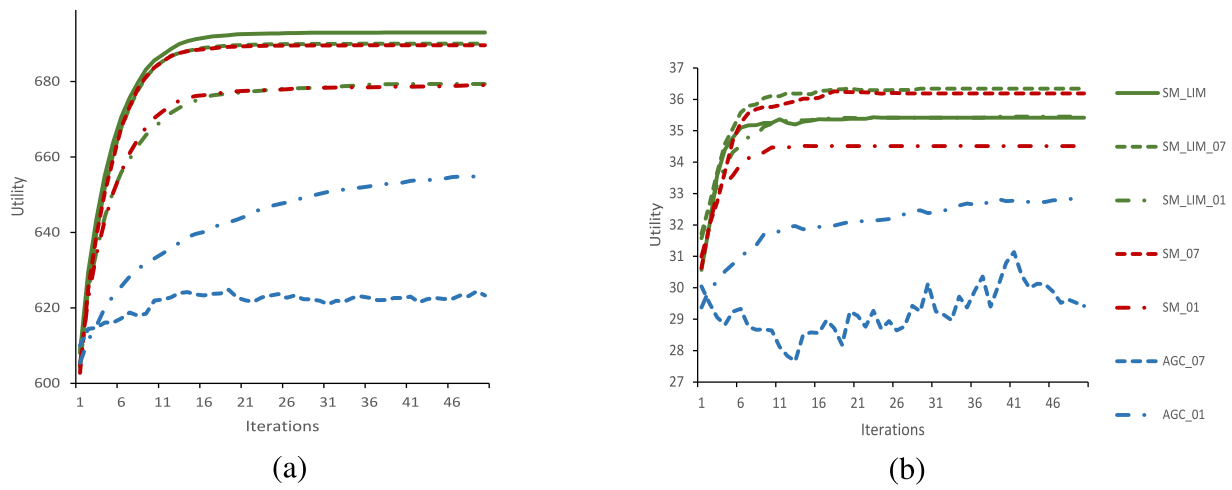 680
660
640
620
600
Utility
1 6 11 16 21 26 31 36 41 46
Iterations
(a)
37
36
35
34
33
32
31
30
29
28
27
Utility
1 6 11 16 21 26 31 36 41 46
Iterations
(b)
SM_LIM
SM_LIM_07
SM_LIM_01
SM_07
SM_01
AGC_07
AGC_01